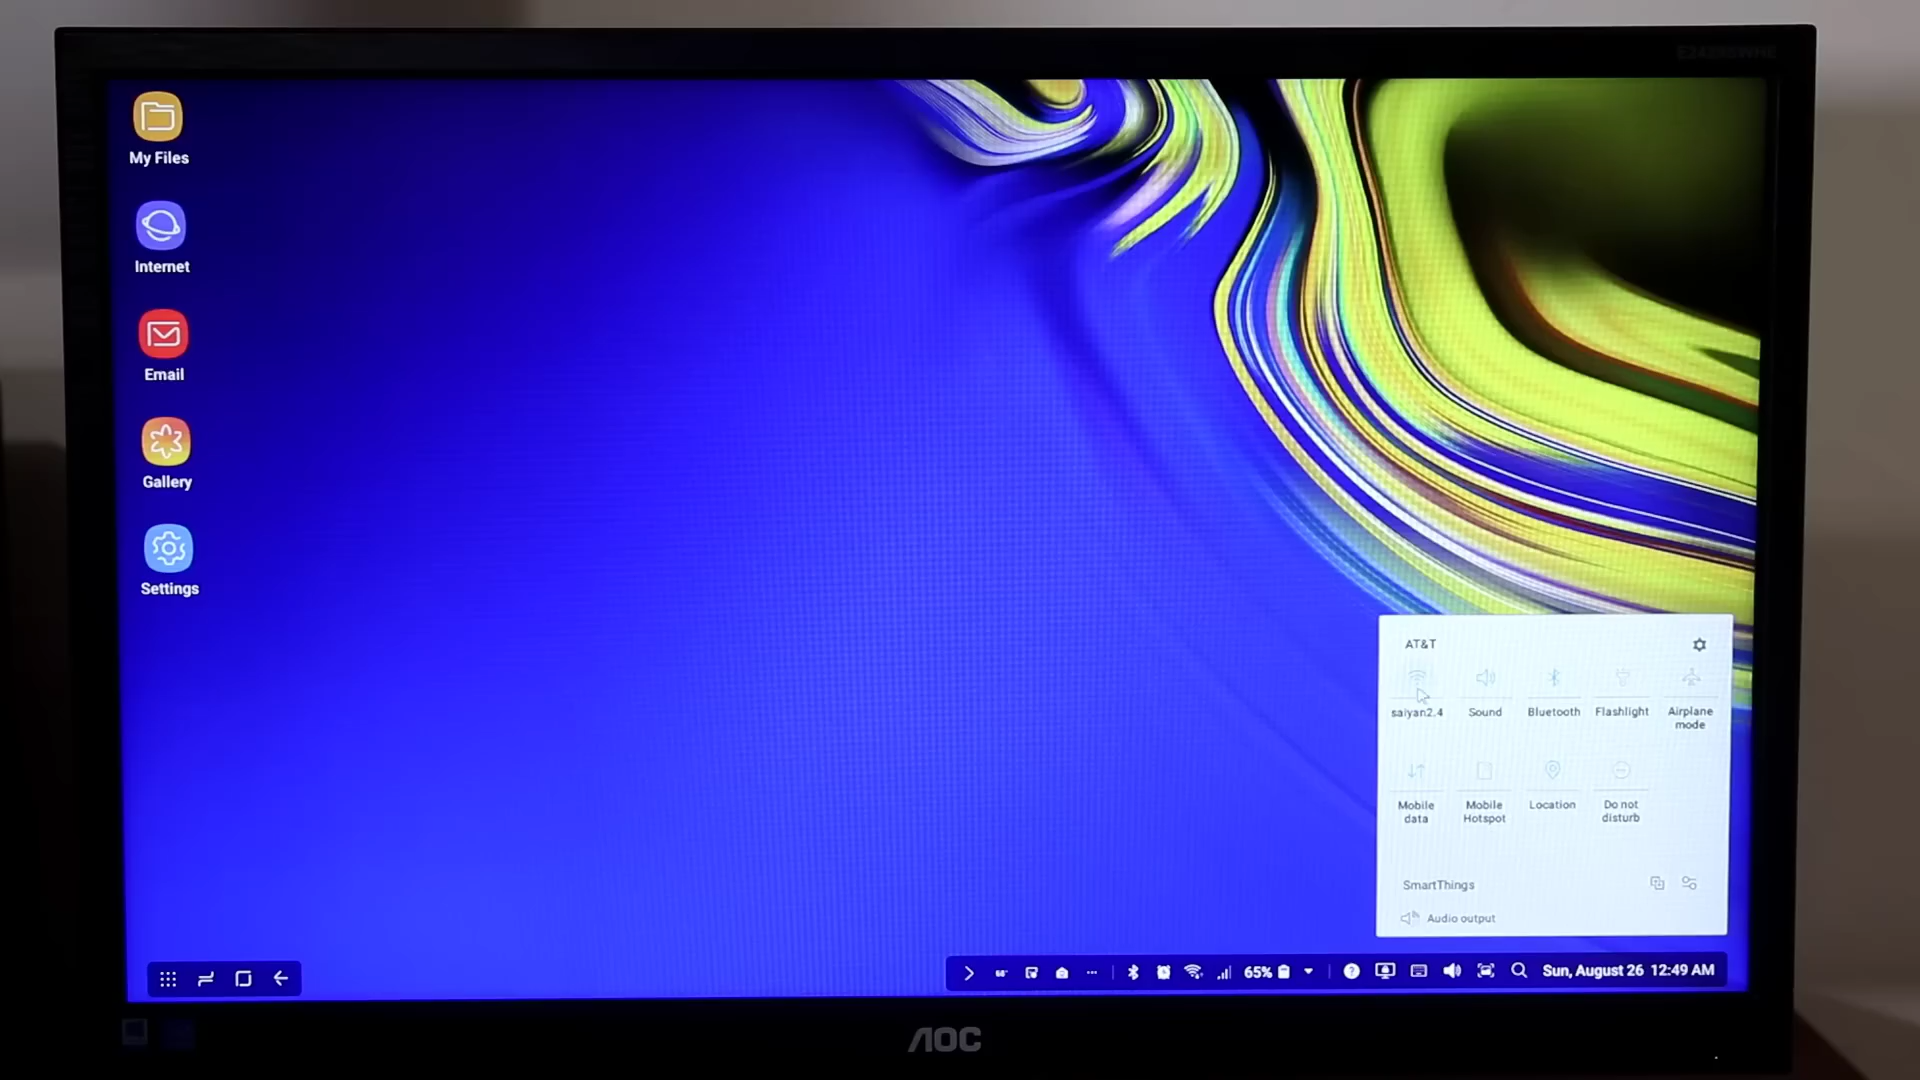 My Files
Internet
Email
Gallery
Settings
AT&T
saiyan2.4
Sound
Bluetooth
Flashlight
Airplane
mode
Mobile
data
Mobile
Hotspot
Location
Do not
disturb
SmartThings
Audio output
65%
Sun, August 26 12:49 AM
AOC